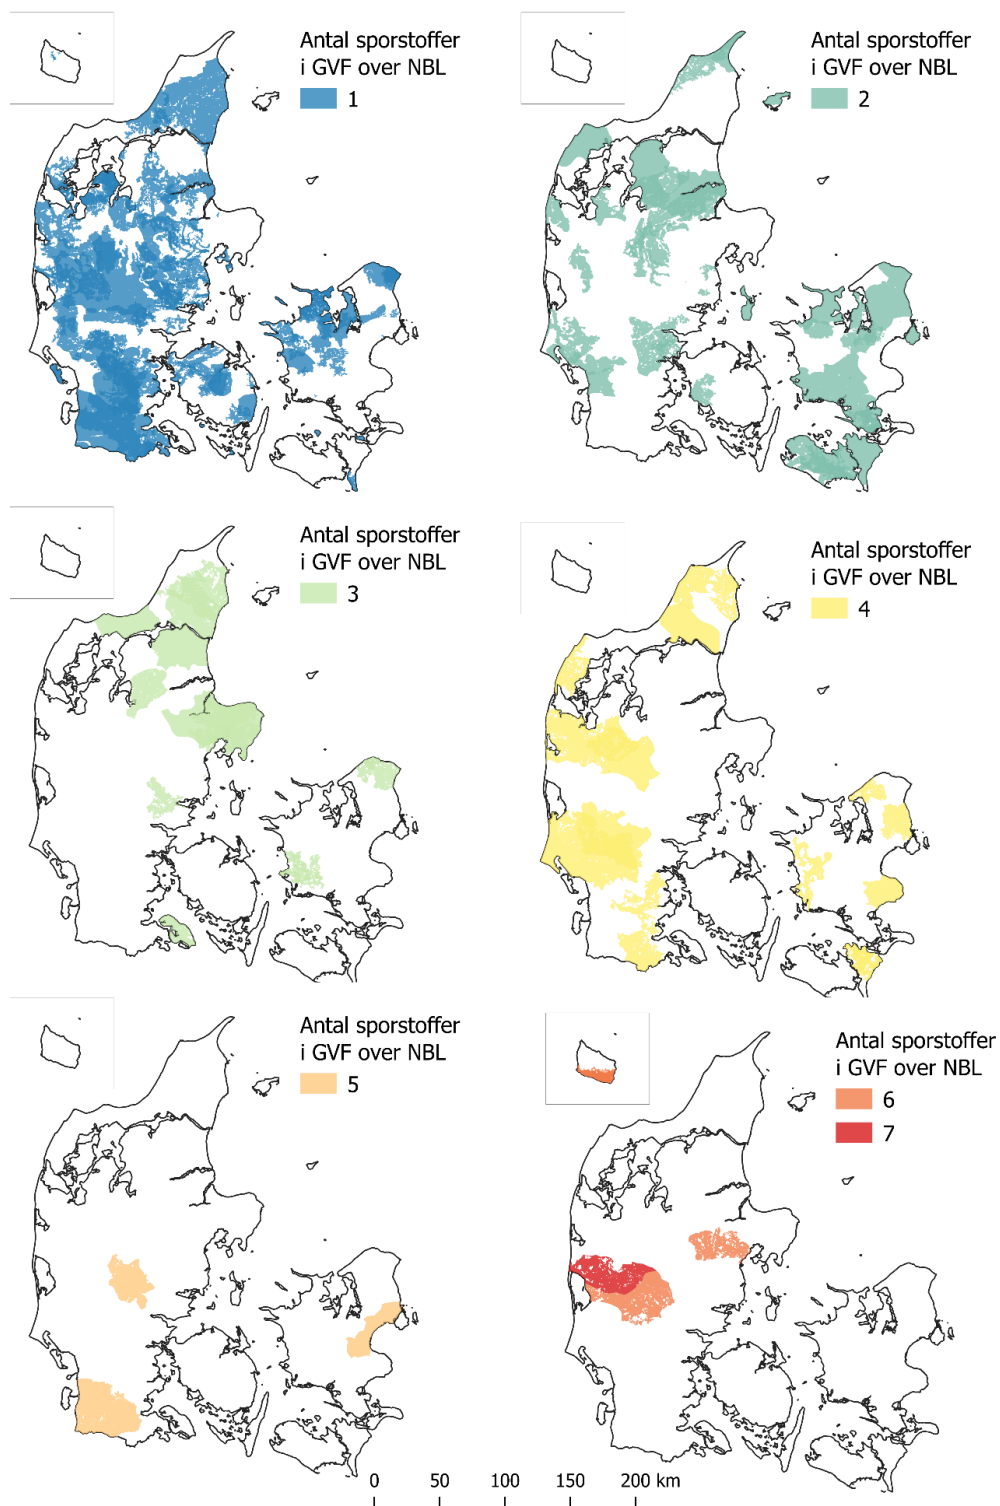 Antal sporstoffer
i GVF over NBL
1
Antal sporstoffer
i GVF over NBL
2
Antal sporstoffer
i GVF over NBL
3
Antal sporstoffer
i GVF over NBL
4
Antal sporstoffer
i GVF over NBL
5
Antal sporstoffer
i GVF over NBL
6
7
0 50 100 150 200 km